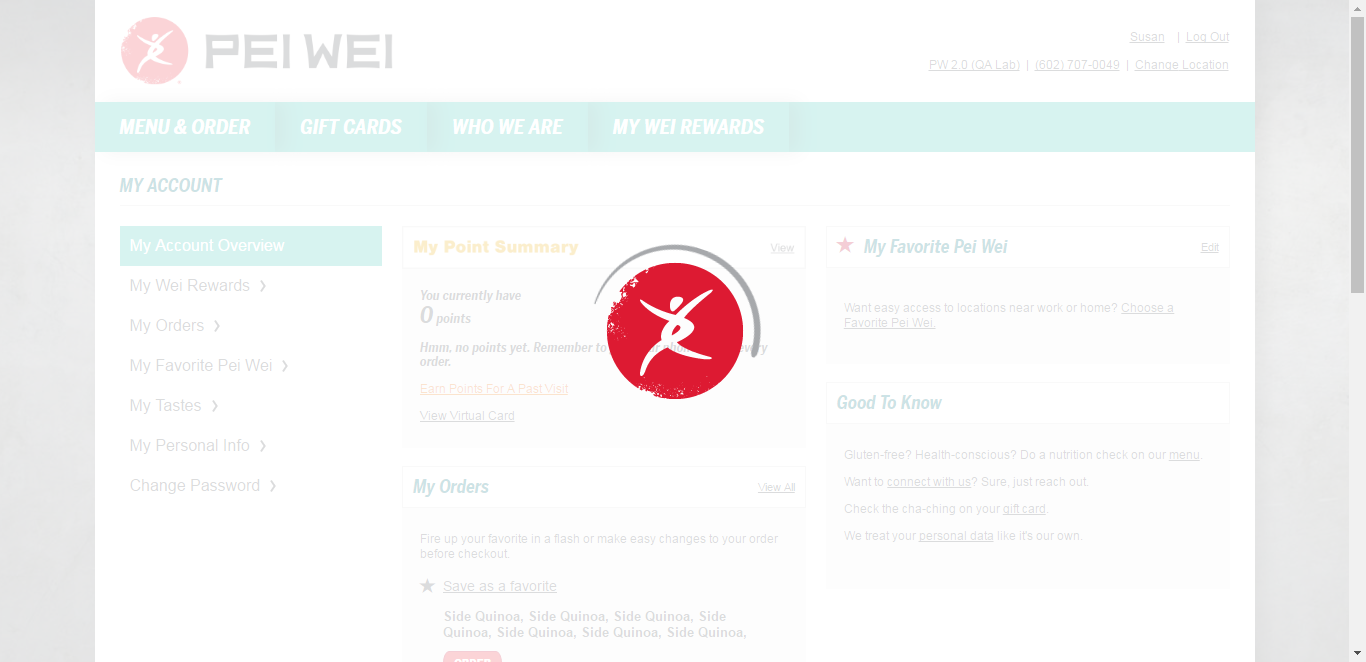 PEI WEI
Susan | Log Out
PW 2.0 (QA Lab) | (602) 707-0049 | Change Location
MENU & ORDER
GIFT CARDS
WHO WE ARE
MY WEI REWARDS
MY ACCOUNT
My Account Overview
My Wei Rewards
My Orders
My Favorite Pei Wei
My Tastes
My Personal Info
Change Password
My Point Summary
View
You currently have
0 points
Hmm, no points yet. Remember to
order.
Earn Points For A Past Visit
View Virtual Card
My Orders
View All
Fire up your favorite in a flash or make easy changes to your order
before checkout.
Save as a favorite
Side Quinoa, Side Quinoa, Side Quinoa, Side
Quinoa, Side Quinoa, Side Quinoa, Side Quinoa,
ORDER
My Favorite Pei Wei
Edit
Want easy access to locations near work or home? Choose a
Favorite Pei Wei.
Good To Know
Gluten-free? Health-conscious? Do a nutrition check on our menu.
Want to connect with us? Sure, just reach out.
Check the cha-ching on your gift card.
We treat your personal data like it's our own.